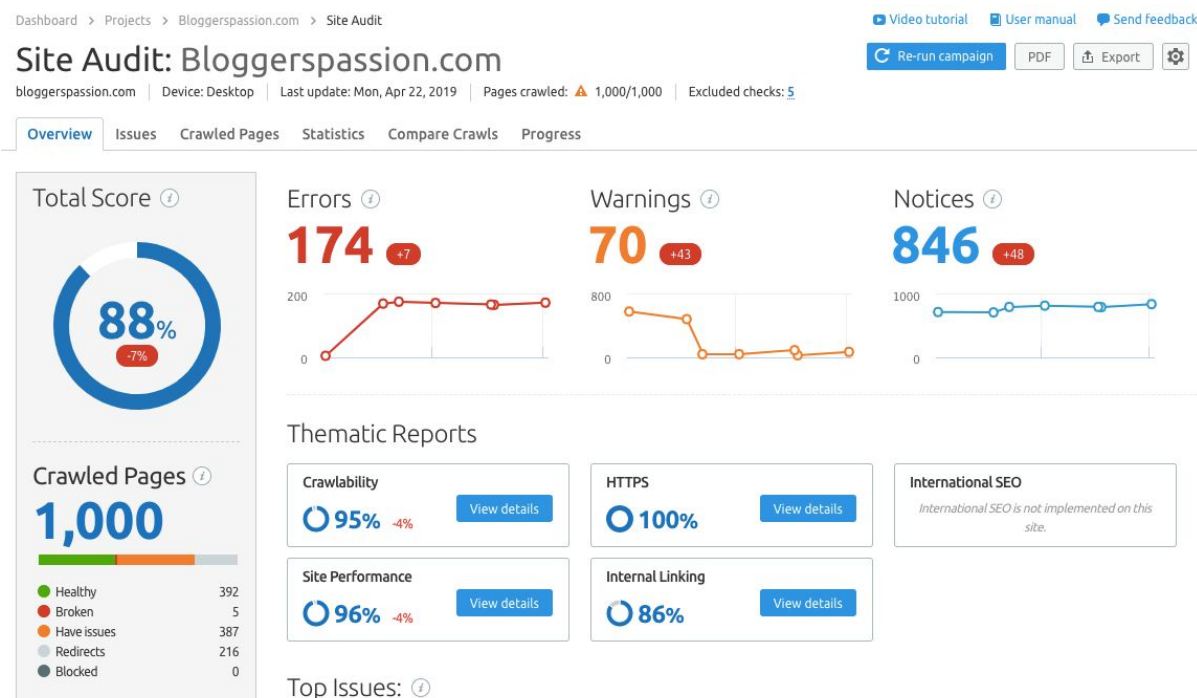 Dashboard > Projects > Bloggerspassion.com > Site Audit
Video tutorial User manual Send feedback
Site Audit: Bloggerspassion.com
Re-run campaign PDF Export
bloggerspassion.com Device: Desktop Last update: Mon, Apr 22, 2019 Pages crawled: 1,000/1,000 Excluded checks: 5
Overview Issues Crawled Pages Statistics Compare Crawls Progress
Total Score i
88%
-7%
Crawled Pages i
1,000
Healthy 392
Broken 5
Have issues 387
Redirects 216
Blocked 0
Errors i
174 +7
200
0
Warnings i
70 +43
800
0
Notices i
846 +48
1000
0
Thematic Reports
Crawlability
95% -4% View details
HTTPS
100% View details
International SEO
International SEO is not implemented on this
site.
Site Performance
96% -4% View details
Internal Linking
86% View details
Top Issues: i